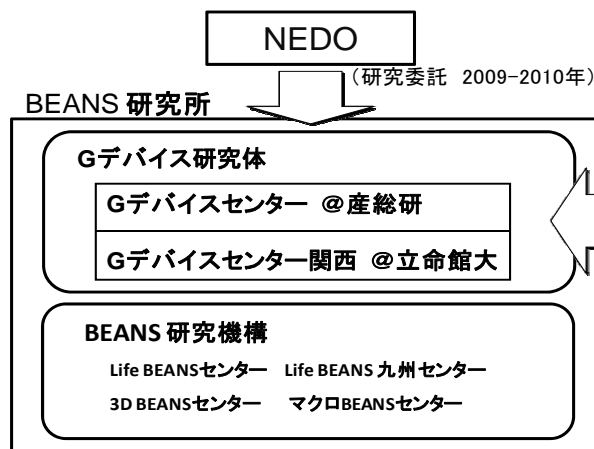 NEDO
(研究委託 2009-2010年)
BEANS 研究所
Gデバイス研究体
Gデバイスセンター @産総研
Gデバイスセンター関西 @立命館大
BEANS 研究機構
Life BEANSセンター Life BEANS 九州センター
3D BEANSセンター マクロBEANSセンター